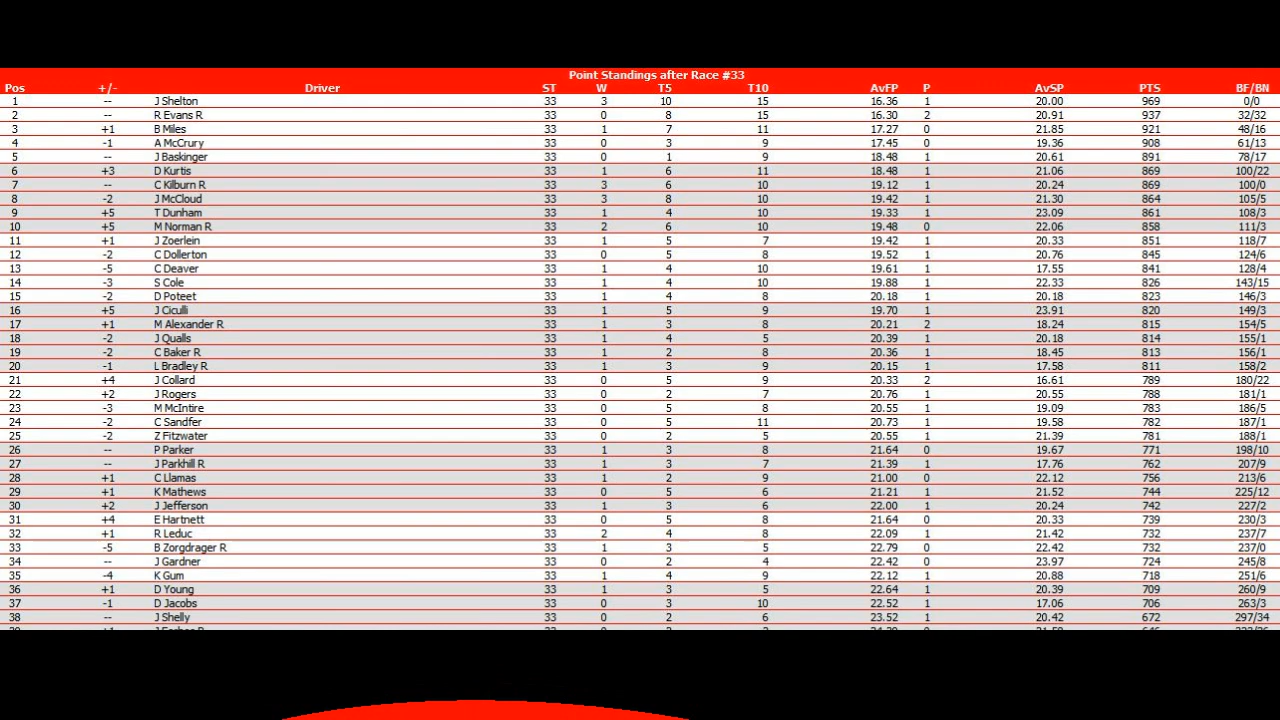 Point Standings after Race #33
Pos +/- Driver ST W T5 T10 AvFP P AvSP PTS BF/BN
1 -- J Shelton 33 3 10 15 16.36 1 20.00 969 0/0
2 -- R Evans R 33 0 8 15 16.30 2 20.91 937 32/32
3 +1 B Miles 33 1 7 11 17.27 0 21.85 921 48/16
4 -1 A McCrury 33 0 3 9 17.45 0 19.36 908 61/13
5 -- J Baskinger 33 0 1 9 18.48 1 20.61 891 78/17
6 +3 D Kurtis 33 1 6 11 18.48 1 21.06 869 100/22
7 -- C Kilburn R 33 3 6 10 19.12 1 20.24 869 100/0
8 -2 J McCloud 33 3 8 10 19.42 1 21.30 864 105/5
9 +5 T Dunham 33 1 4 10 19.33 1 23.09 861 108/3
10 +5 M Norman R 33 2 6 10 19.48 0 22.06 858 111/3
11 +1 J Zoerlein 33 1 5 7 19.42 1 20.33 851 118/7
12 -2 C Dollerton 33 0 5 8 19.52 1 20.76 845 124/6
13 -5 C Deaver 33 1 4 10 19.61 1 17.55 841 128/4
14 -3 S Cole 33 1 4 10 19.88 1 22.33 826 143/15
15 -2 D Poteet 33 1 4 8 20.18 1 20.18 823 146/3
16 +5 J Ciculli 33 1 5 9 19.70 1 23.91 820 149/3
17 +1 M Alexander R 33 1 3 8 20.21 2 18.24 815 154/5
18 -2 J Qualls 33 1 4 5 20.39 1 20.18 814 155/1
19 -2 C Baker R 33 1 2 8 20.36 1 18.45 813 156/1
20 -1 L Bradley R 33 1 3 9 20.15 1 17.58 811 158/2
21 +4 J Collard 33 0 5 9 20.33 2 16.61 789 180/22
22 +2 J Rogers 33 0 2 7 20.76 1 20.55 788 181/1
23 -3 M McIntire 33 0 5 8 20.55 1 19.09 783 186/5
24 -2 C Sandfer 33 0 5 11 20.73 1 19.58 782 187/1
25 -2 Z Fitzwater 33 0 2 5 20.55 1 21.39 781 188/1
26 -- P Parker 33 1 3 8 21.64 0 19.67 771 198/10
27 -- J Parkhill R 33 1 3 7 21.39 1 17.76 762 207/9
28 +1 C Llamas 33 1 2 9 21.00 0 22.12 756 213/6
29 +1 K Mathews 33 0 5 6 21.21 1 21.52 744 225/12
30 +2 J Jefferson 33 1 3 6 22.00 1 20.24 742 227/2
31 +4 E Hartnett 33 0 5 8 21.64 0 20.33 739 230/3
32 +1 R Leduc 33 2 4 8 22.09 1 21.42 732 237/7
33 -5 B Zorgdrager R 33 1 3 5 22.79 0 22.42 732 237/0
34 -- J Gardner 33 0 2 4 22.42 0 23.97 724 245/8
35 -4 K Gum 33 1 4 9 22.12 1 20.88 718 251/6
36 +1 D Young 33 1 3 5 22.64 1 20.39 709 260/9
37 -1 D Jacobs 33 0 3 10 22.52 1 17.06 706 263/3
38 -- J Shelly 33 0 2 6 23.52 1 20.42 672 297/34